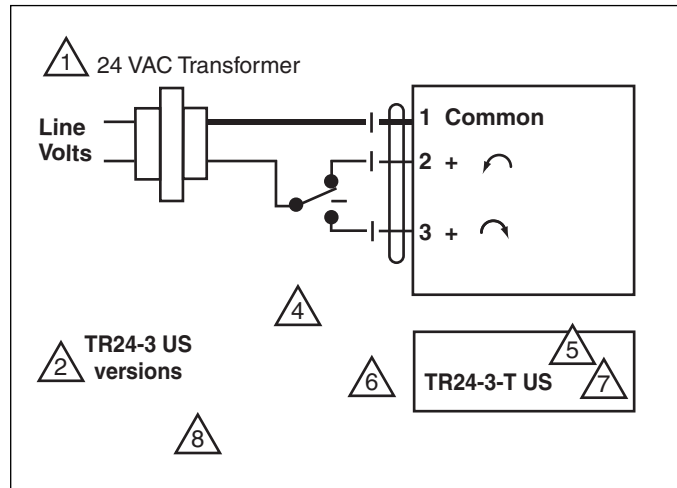 1 24 VAC Transformer
Line
Volts
1 Common
2 +
3 +
4
5
2 TR24-3 US
versions
6
TR24-3-T US
7
8